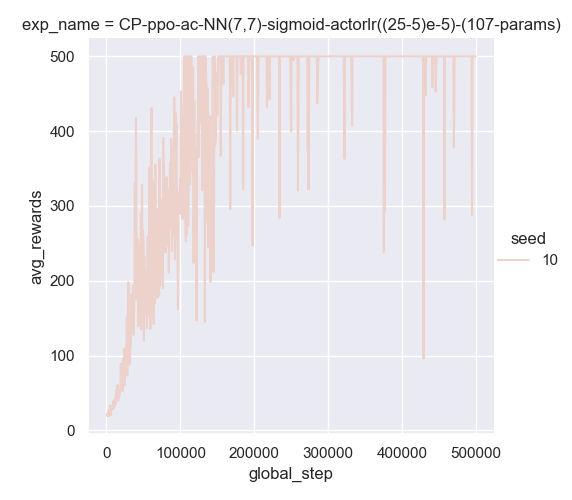 exp_name = CP-ppo-ac-NN(7,7)-sigmoid-actorlr((25-5)e-5)-(107-params)
500
400
300
200
100
0
avg_rewards
0 100000 200000 300000 400000 500000
global_step
seed
10